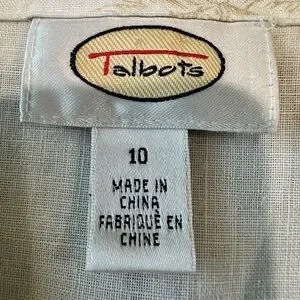 Talbots
10
MADE IN
CHINA
FABRIQUÉ EN
CHINE